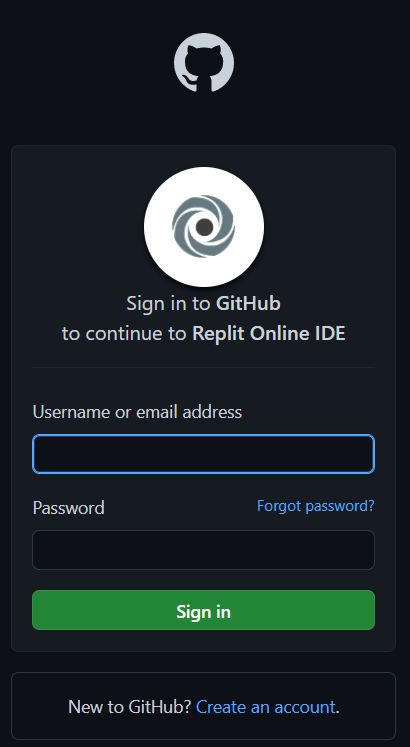 Sign in to GitHub
to continue to Replit Online IDE
Username or email address
Password
Forgot password?
Sign in
New to GitHub? Create an account.